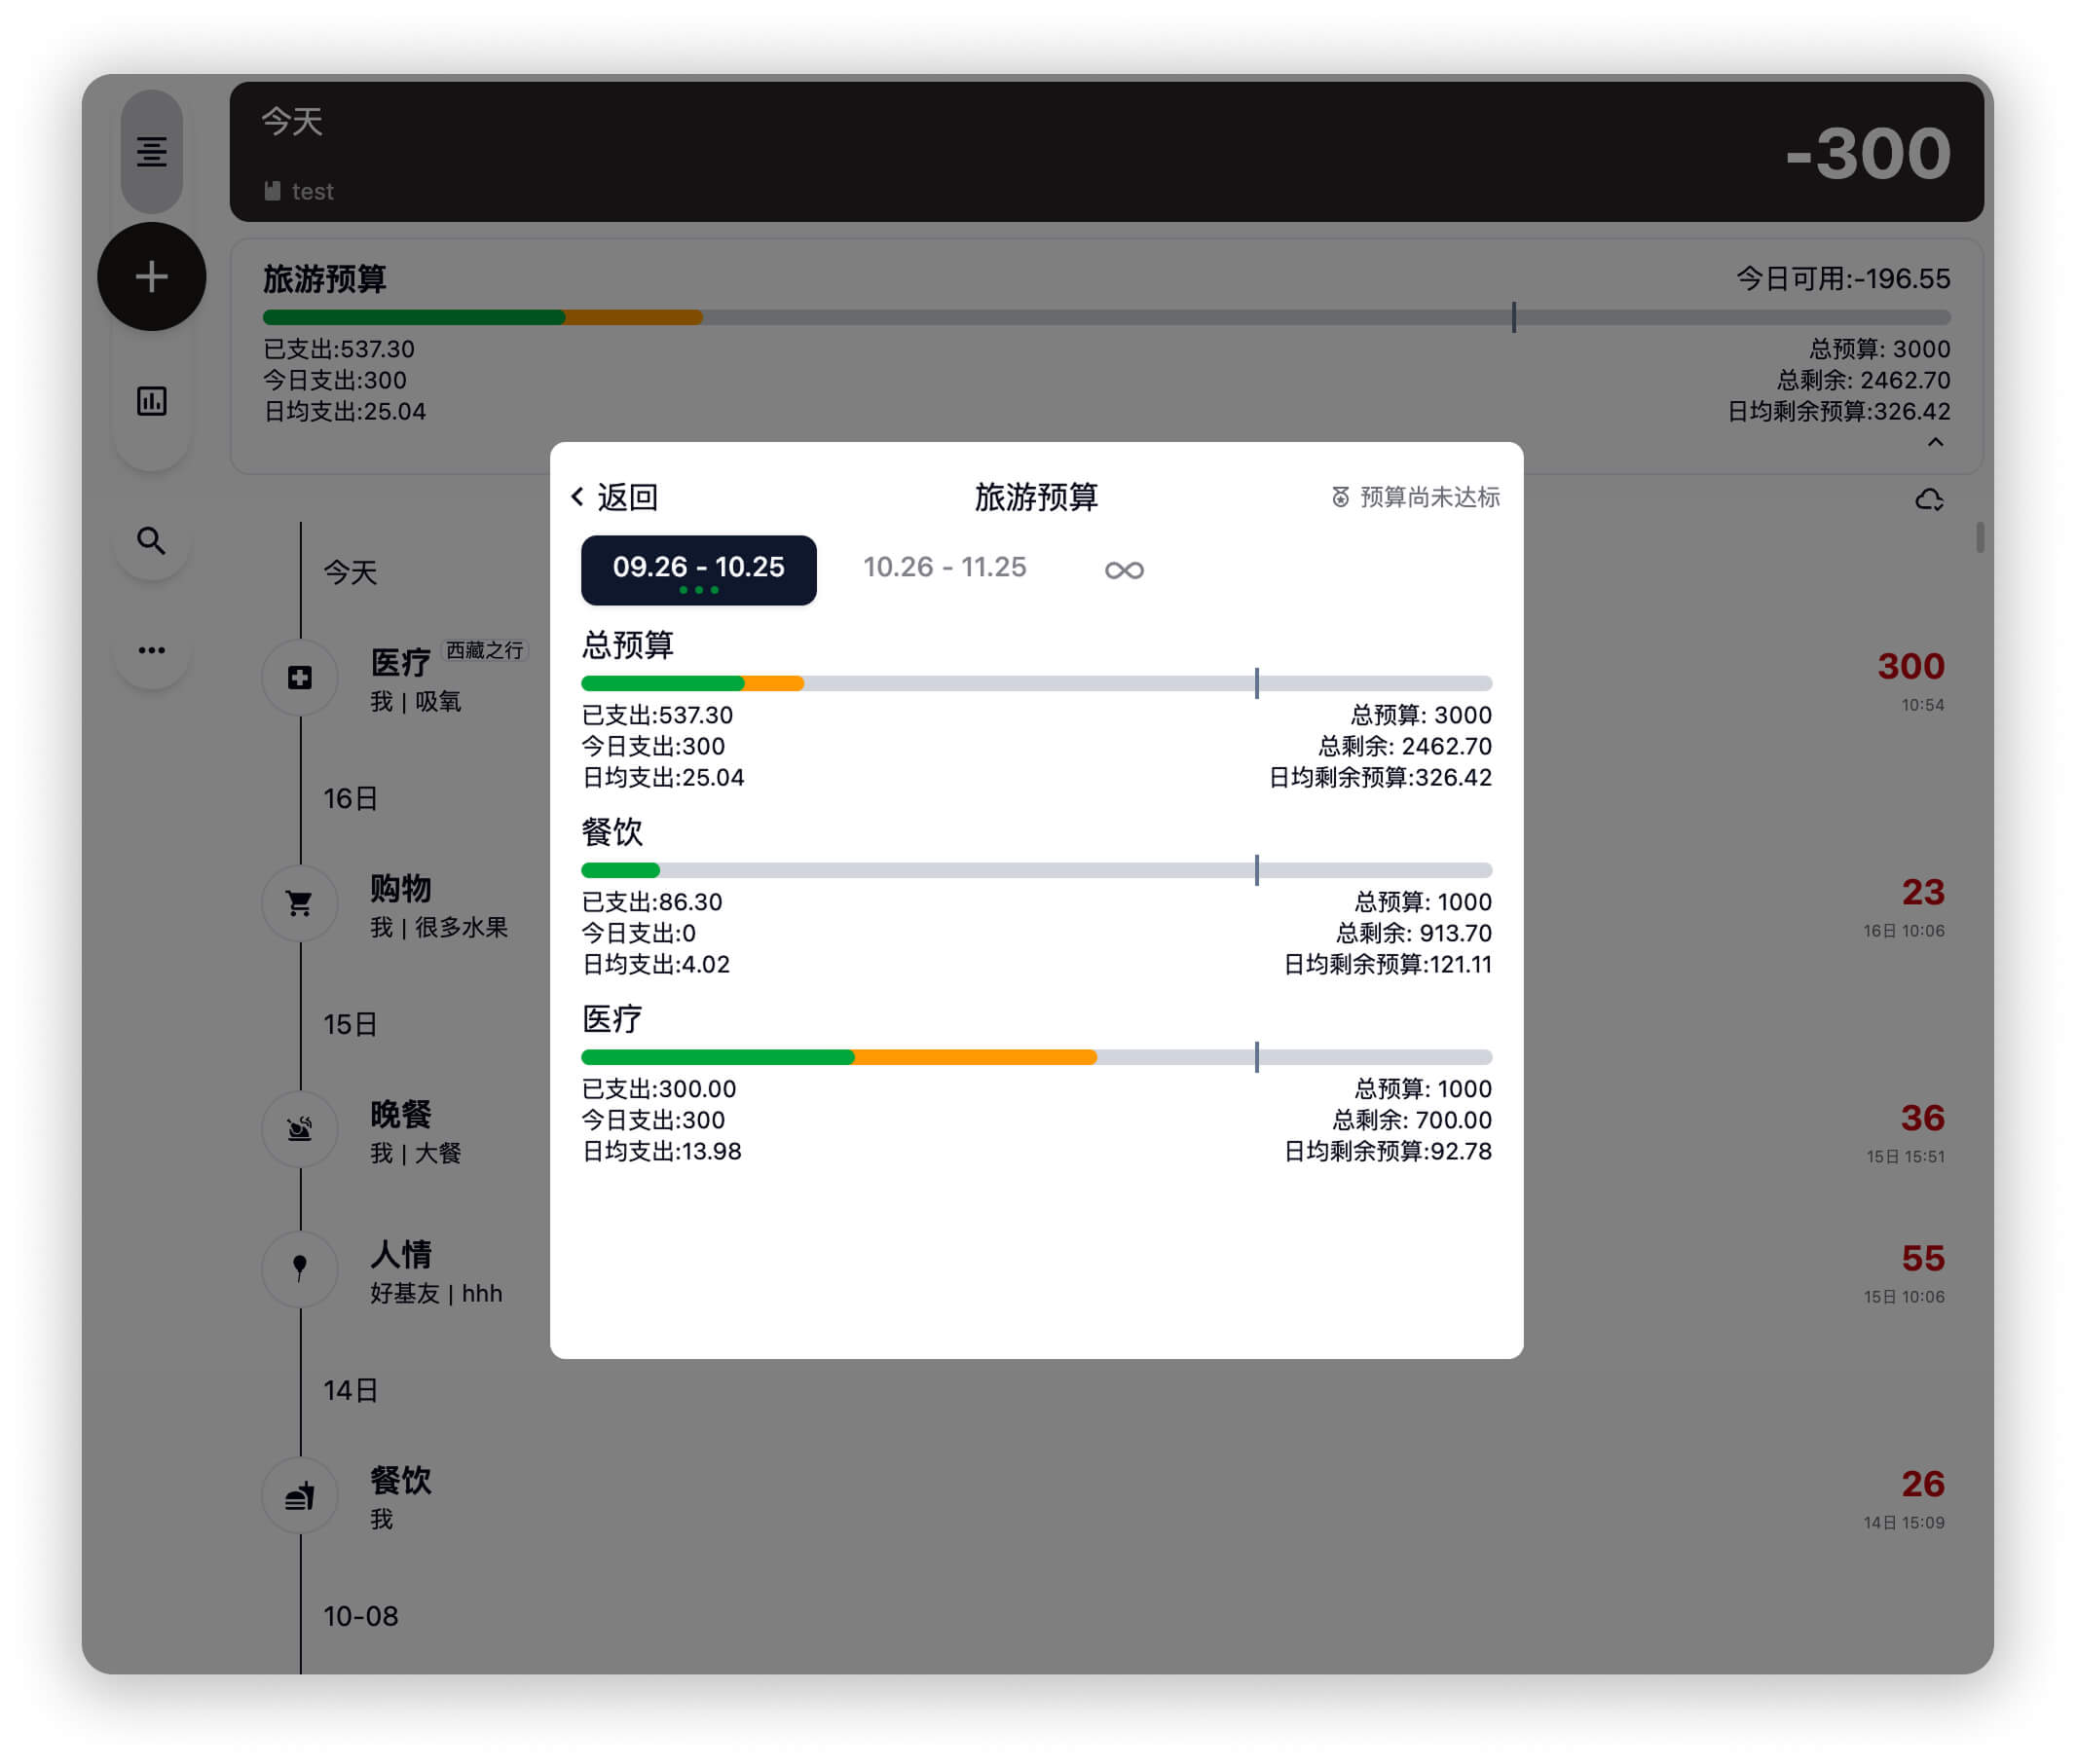 今天
-300
test
旅游预算
今日可用:-196.55
已支出:537.30
总预算: 3000
今日支出:300
总剩余: 2462.70
日均支出:25.04
日均剩余预算:326.42
返回
旅游预算
预算尚未达标
09.26 - 10.25
10.26 - 11.25
总预算
已支出:537.30
总预算: 3000
今日支出:300
总剩余: 2462.70
日均支出:25.04
日均剩余预算:326.42
餐饮
已支出:86.30
总预算: 1000
今日支出:0
总剩余: 913.70
日均支出:4.02
日均剩余预算:121.11
医疗
已支出:300.00
总预算: 1000
今日支出:300
总剩余: 700.00
日均支出:13.98
日均剩余预算:92.78
今天
医疗 西藏之行
我 | 吸氧
300
10:54
16日
购物
我 | 很多水果
23
16日 10:06
15日
晚餐
我 | 大餐
36
15日 15:51
人情
好基友 | hhh
55
15日 10:06
14日
餐饮
我
26
14日 15:09
10-08